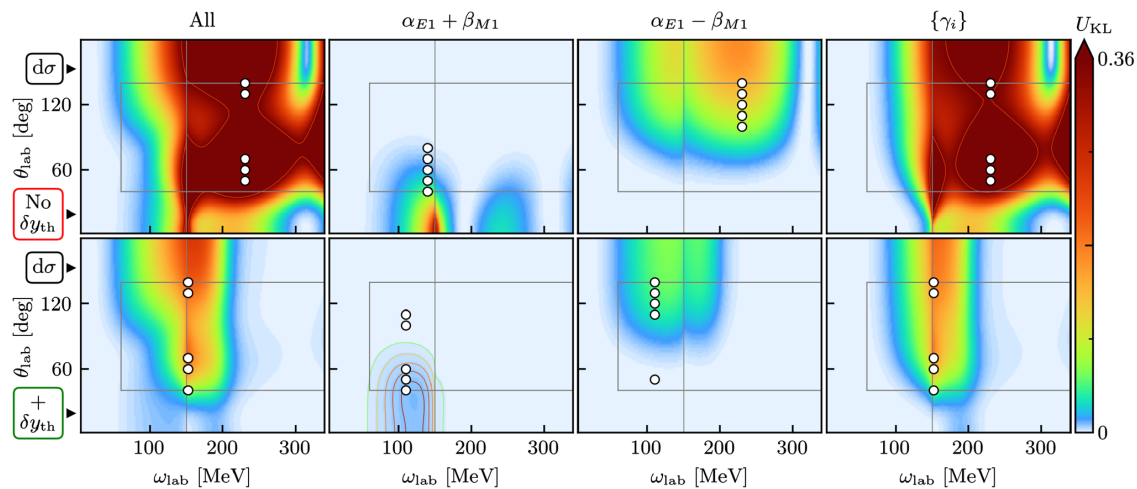 All α_E1 + β_M1 α_E1 − β_M1 {γ_i} U_KL
dσ
120
60
θ_lab [deg]
No
δy_th
0.36
dσ
120
60
θ_lab [deg]
+
δy_th
0
100 200 300 100 200 300 100 200 300 100 200 300
ω_lab [MeV] ω_lab [MeV] ω_lab [MeV] ω_lab [MeV]